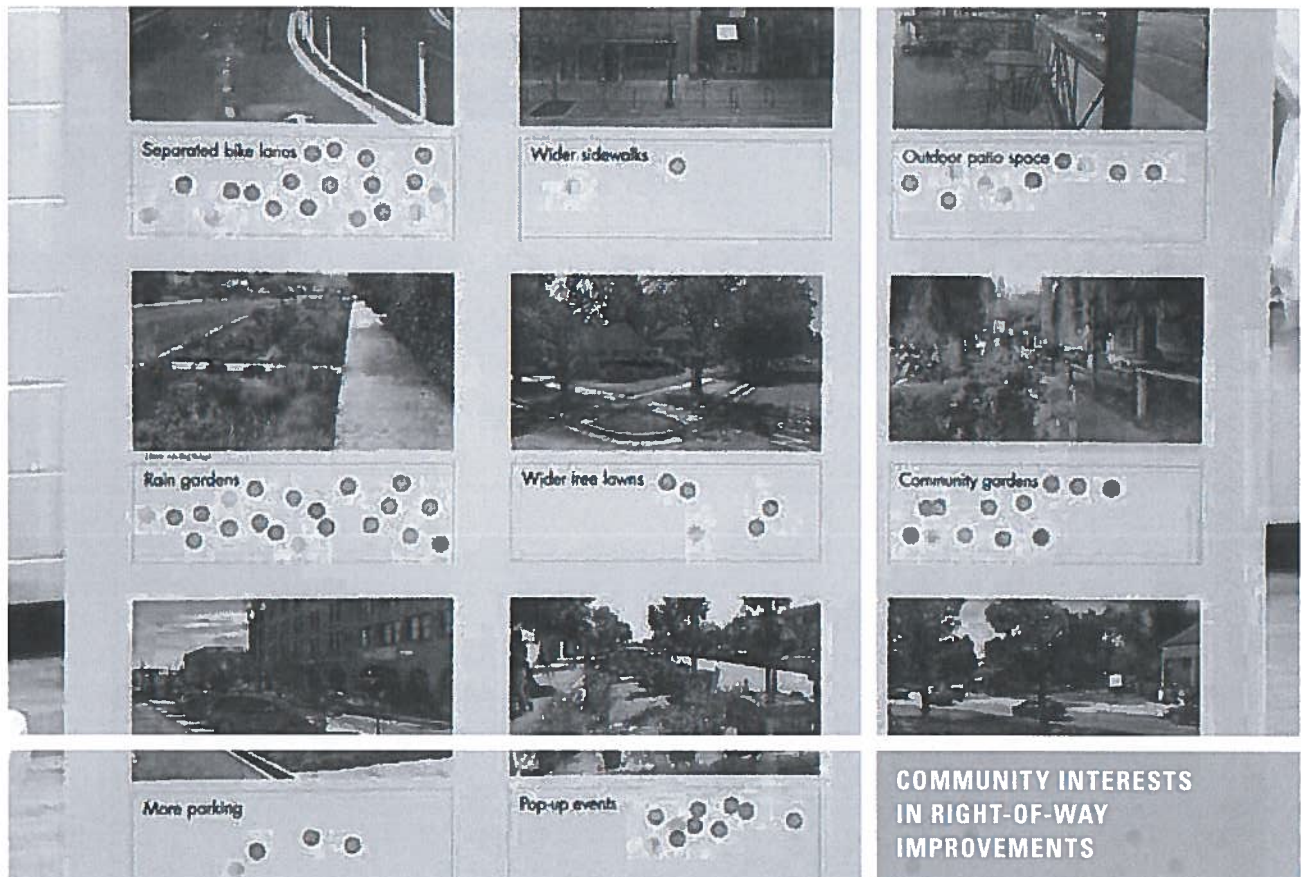 Separated bike lanes
Wider sidewalks
Outdoor patio space
Rain gardens
Wider tree lawns
Community gardens
More parking
Pop-up events
COMMUNITY INTERESTS
IN RIGHT-OF-WAY
IMPROVEMENTS